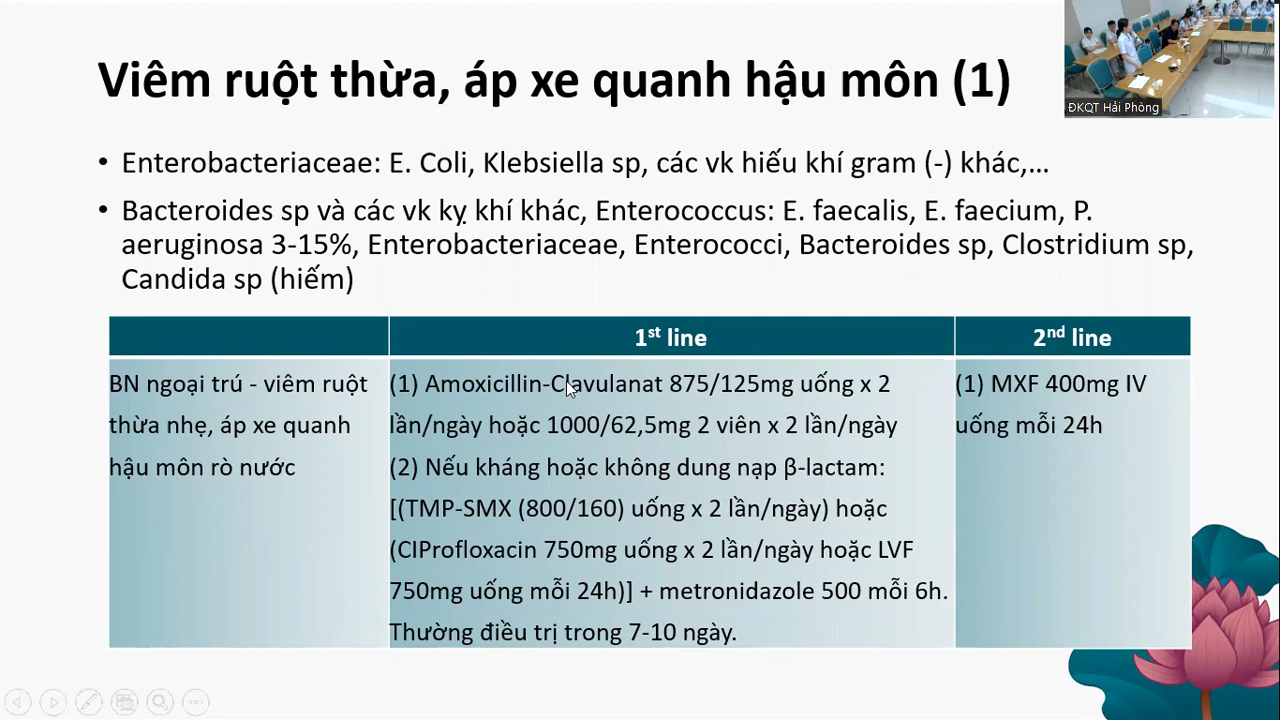 Viêm ruột thừa, áp xe quanh hậu môn (1)
ĐKQT Hải Phòng
• Enterobacteriaceae: E. Coli, Klebsiella sp, các vk hiếu khí gram (-) khác,...
• Bacteroides sp và các vk kỵ khí khác, Enterococcus: E. faecalis, E. faecium, P.
aeruginosa 3-15%, Enterobacteriaceae, Enterococci, Bacteroides sp, Clostridium sp,
Candida sp (hiếm)
1st line
2nd line
BN ngoại trú - viêm ruột
thừa nhẹ, áp xe quanh
hậu môn rò nước
(1) Amoxicillin-Clavulanat 875/125mg uống x 2
lần/ngày hoặc 1000/62,5mg 2 viên x 2 lần/ngày
(2) Nếu kháng hoặc không dung nạp β-lactam:
[(TMP-SMX (800/160) uống x 2 lần/ngày) hoặc
(CIProfloxacin 750mg uống x 2 lần/ngày hoặc LVF
750mg uống mỗi 24h)] + metronidazole 500 mỗi 6h.
Thường điều trị trong 7-10 ngày.
(1) MXF 400mg IV
uống mỗi 24h